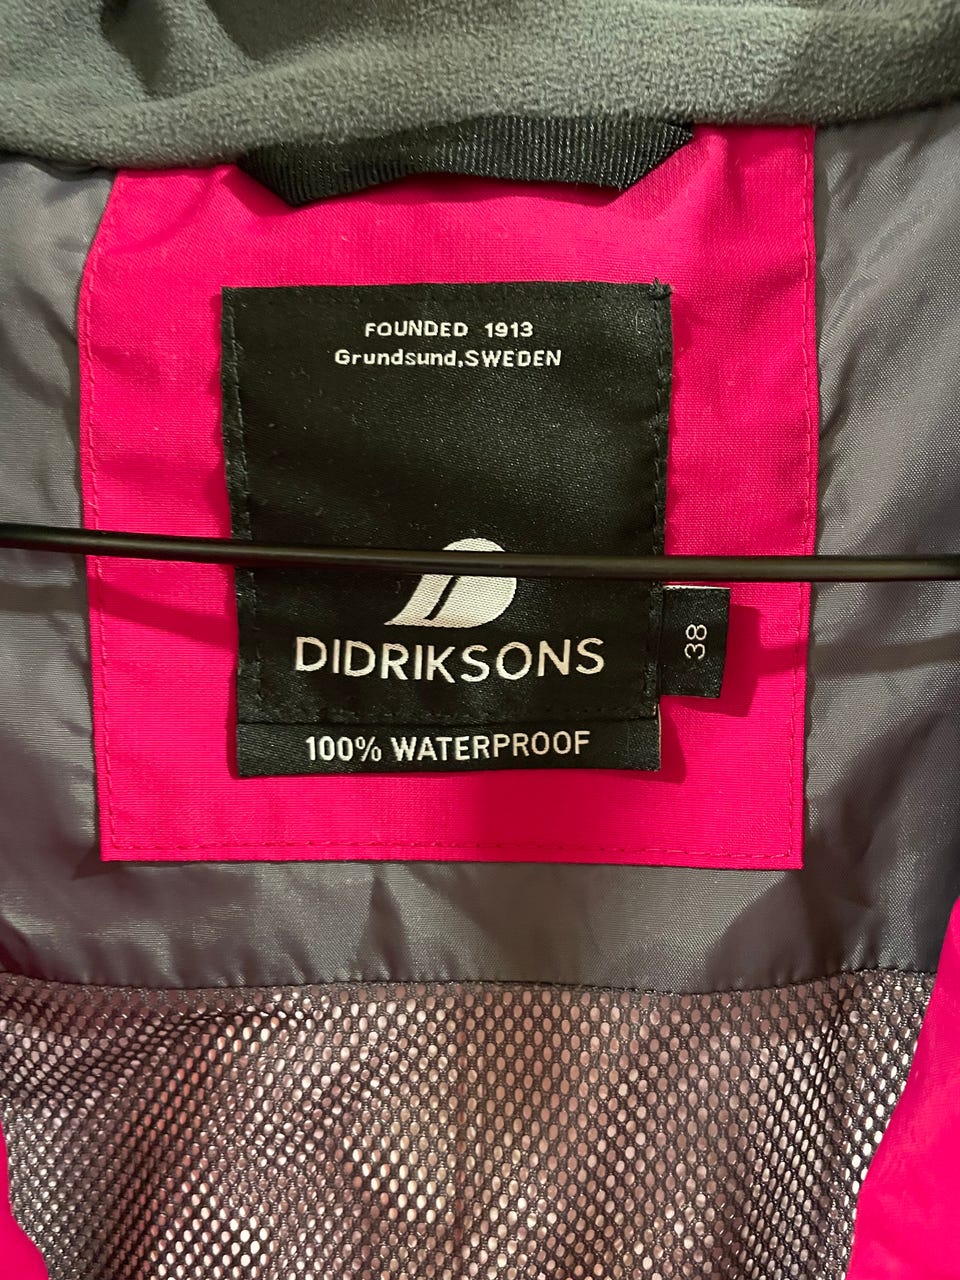 FOUNDED 1913
Grundsund,SWEDEN
DIDRIKSONS
38
100% WATERPROOF